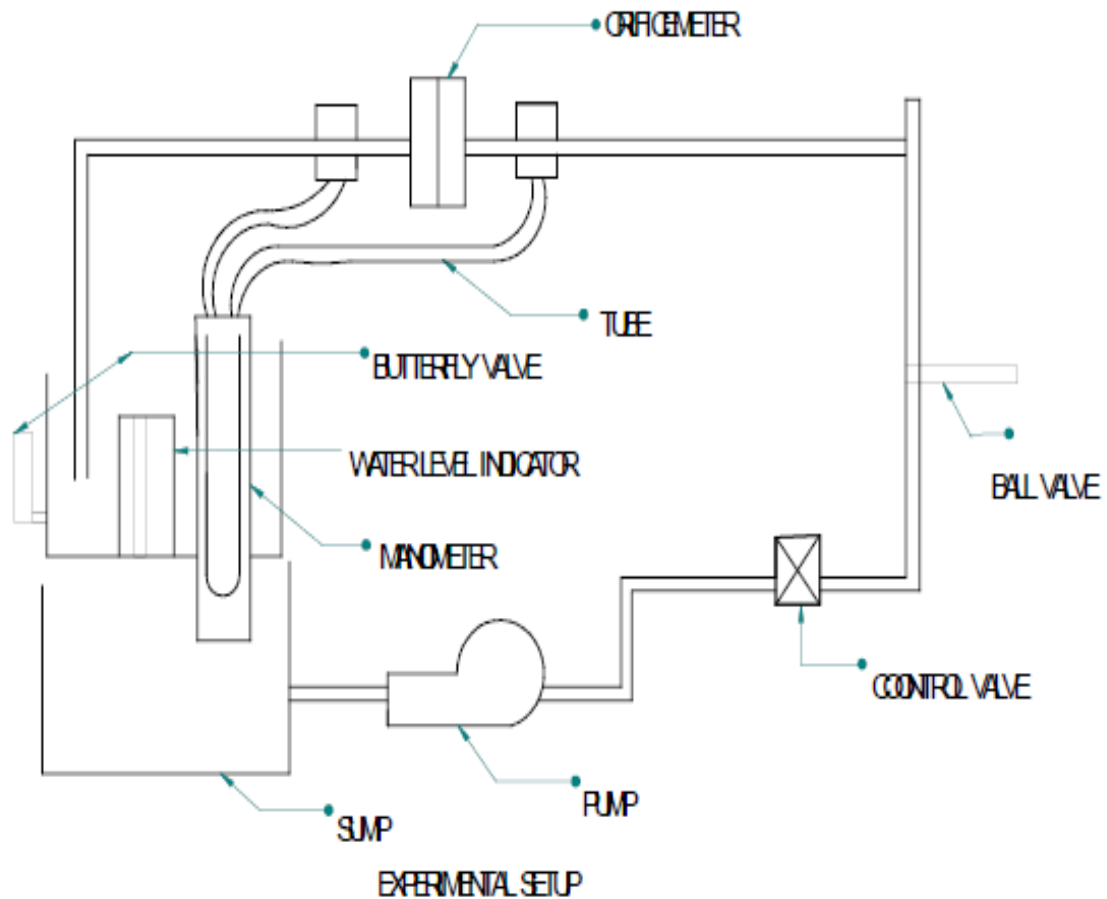 ORIFICEMETER
TUBE
BUTTERFLY VALVE
WATER LEVEL INDICATOR
BALL VALVE
MANOMETER
COONTROL VALVE
PUMP
SUMP
EXPERIMENTAL SETUP